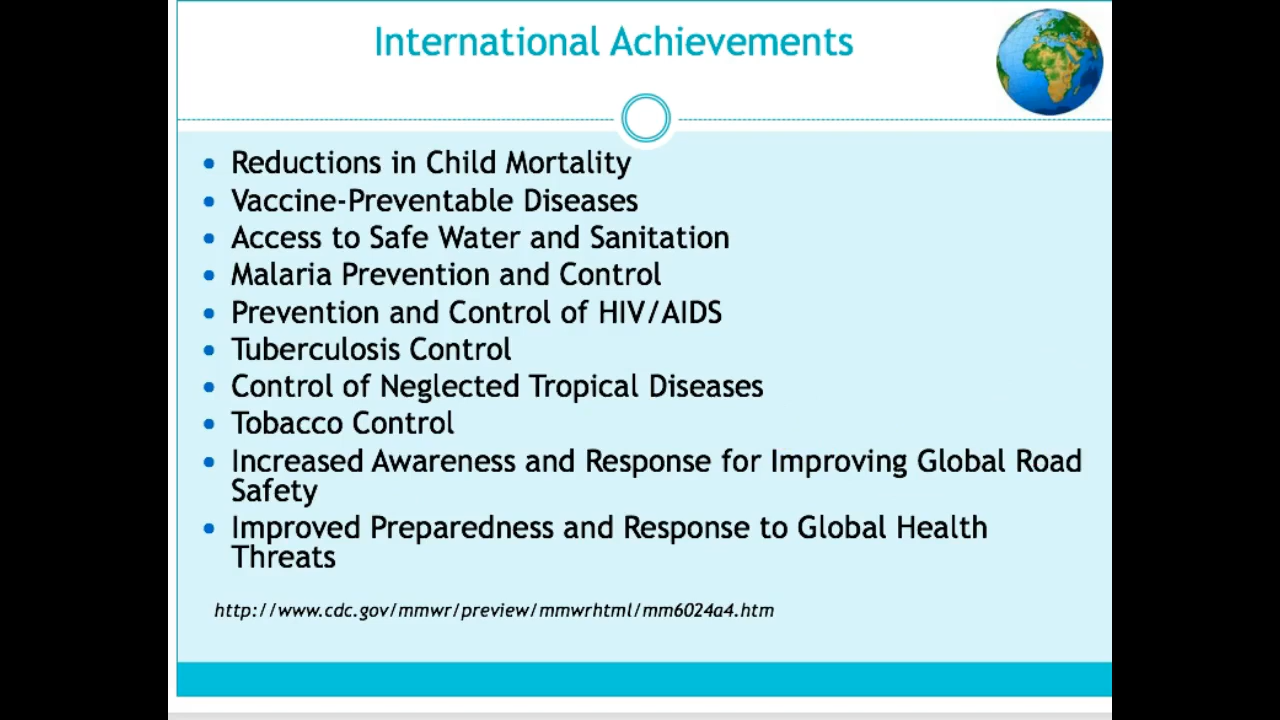 International Achievements
• Reductions in Child Mortality
• Vaccine-Preventable Diseases
• Access to Safe Water and Sanitation
• Malaria Prevention and Control
• Prevention and Control of HIV/AIDS
• Tuberculosis Control
• Control of Neglected Tropical Diseases
• Tobacco Control
• Increased Awareness and Response for Improving Global Road
Safety
• Improved Preparedness and Response to Global Health
Threats
http://www.cdc.gov/mmwr/preview/mmwrhtml/mm6024a4.htm